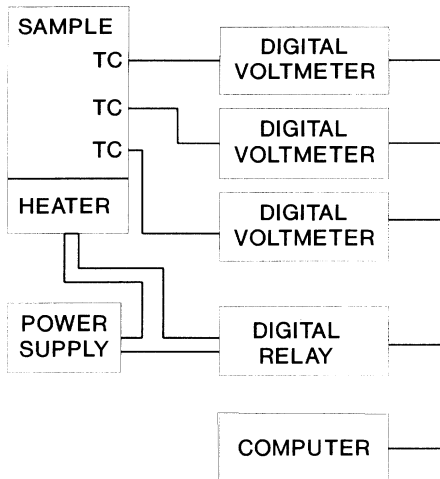 SAMPLE
TC
TC
TC
HEATER
POWER
SUPPLY
DIGITAL
VOLTMETER
DIGITAL
VOLTMETER
DIGITAL
VOLTMETER
DIGITAL
RELAY
COMPUTER